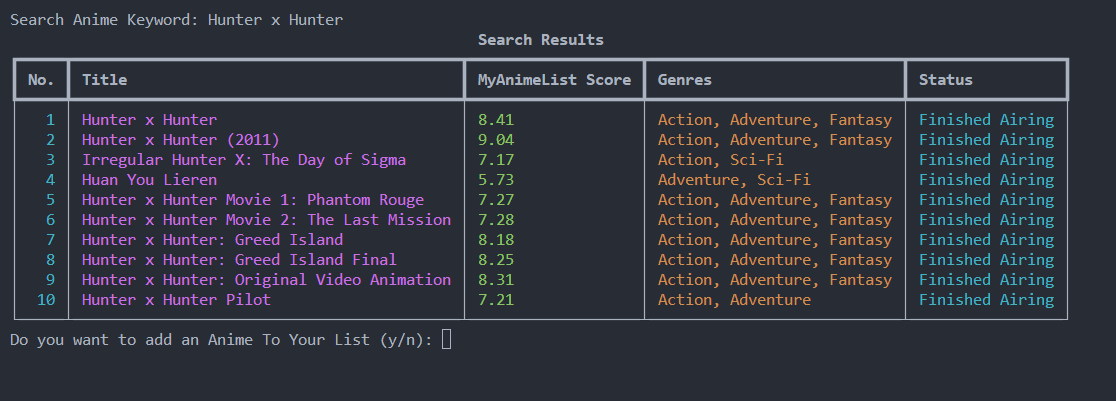 Search Anime Keyword: Hunter x Hunter
Search Results
No. Title MyAnimeList Score Genres Status
1 Hunter x Hunter 8.41 Action, Adventure, Fantasy Finished Airing
2 Hunter x Hunter (2011) 9.04 Action, Adventure, Fantasy Finished Airing
3 Irregular Hunter X: The Day of Sigma 7.17 Action, Sci-Fi Finished Airing
4 Huan You Lieren 5.73 Adventure, Sci-Fi Finished Airing
5 Hunter x Hunter Movie 1: Phantom Rouge 7.27 Action, Adventure, Fantasy Finished Airing
6 Hunter x Hunter Movie 2: The Last Mission 7.28 Action, Adventure, Fantasy Finished Airing
7 Hunter x Hunter: Greed Island 8.18 Action, Adventure, Fantasy Finished Airing
8 Hunter x Hunter: Greed Island Final 8.25 Action, Adventure, Fantasy Finished Airing
9 Hunter x Hunter: Original Video Animation 8.31 Action, Adventure, Fantasy Finished Airing
10 Hunter x Hunter Pilot 7.21 Action, Adventure Finished Airing
Do you want to add an Anime To Your List (y/n):